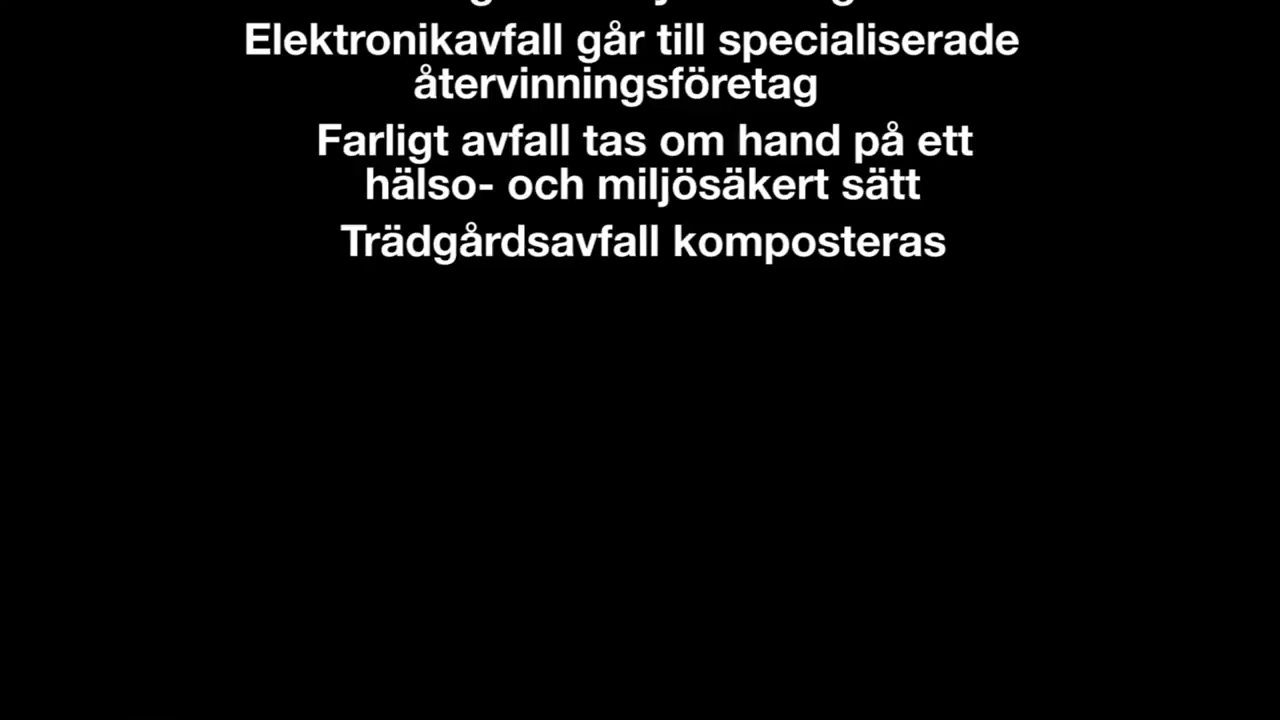 Elektronikavfall går till specialiserade
återvinningsföretag
Farligt avfall tas om hand på ett
hälso- och miljösäkert sätt
Trädgårdsavfall komposteras